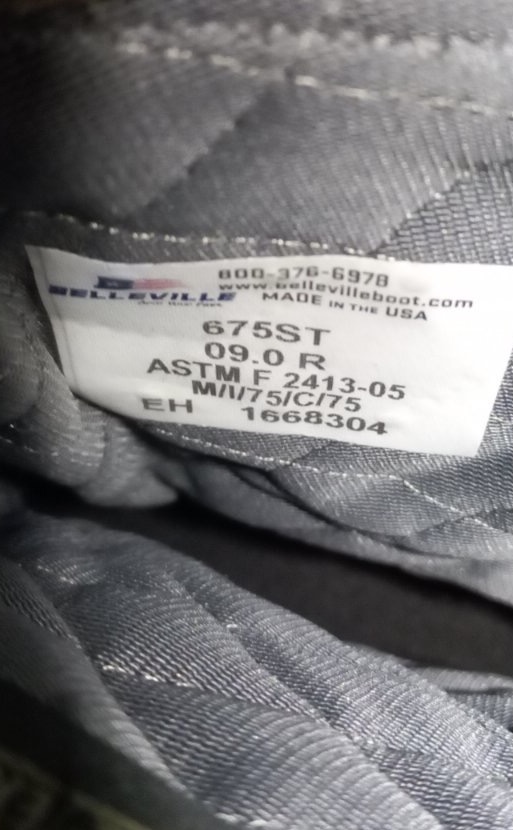 800-376-6978
www.bellevilleboot.com
BELLEVILLE
MADE IN THE USA
675ST
09.0 R
ASTM F 2413-05
M/I/75/C/75
EH 1668304